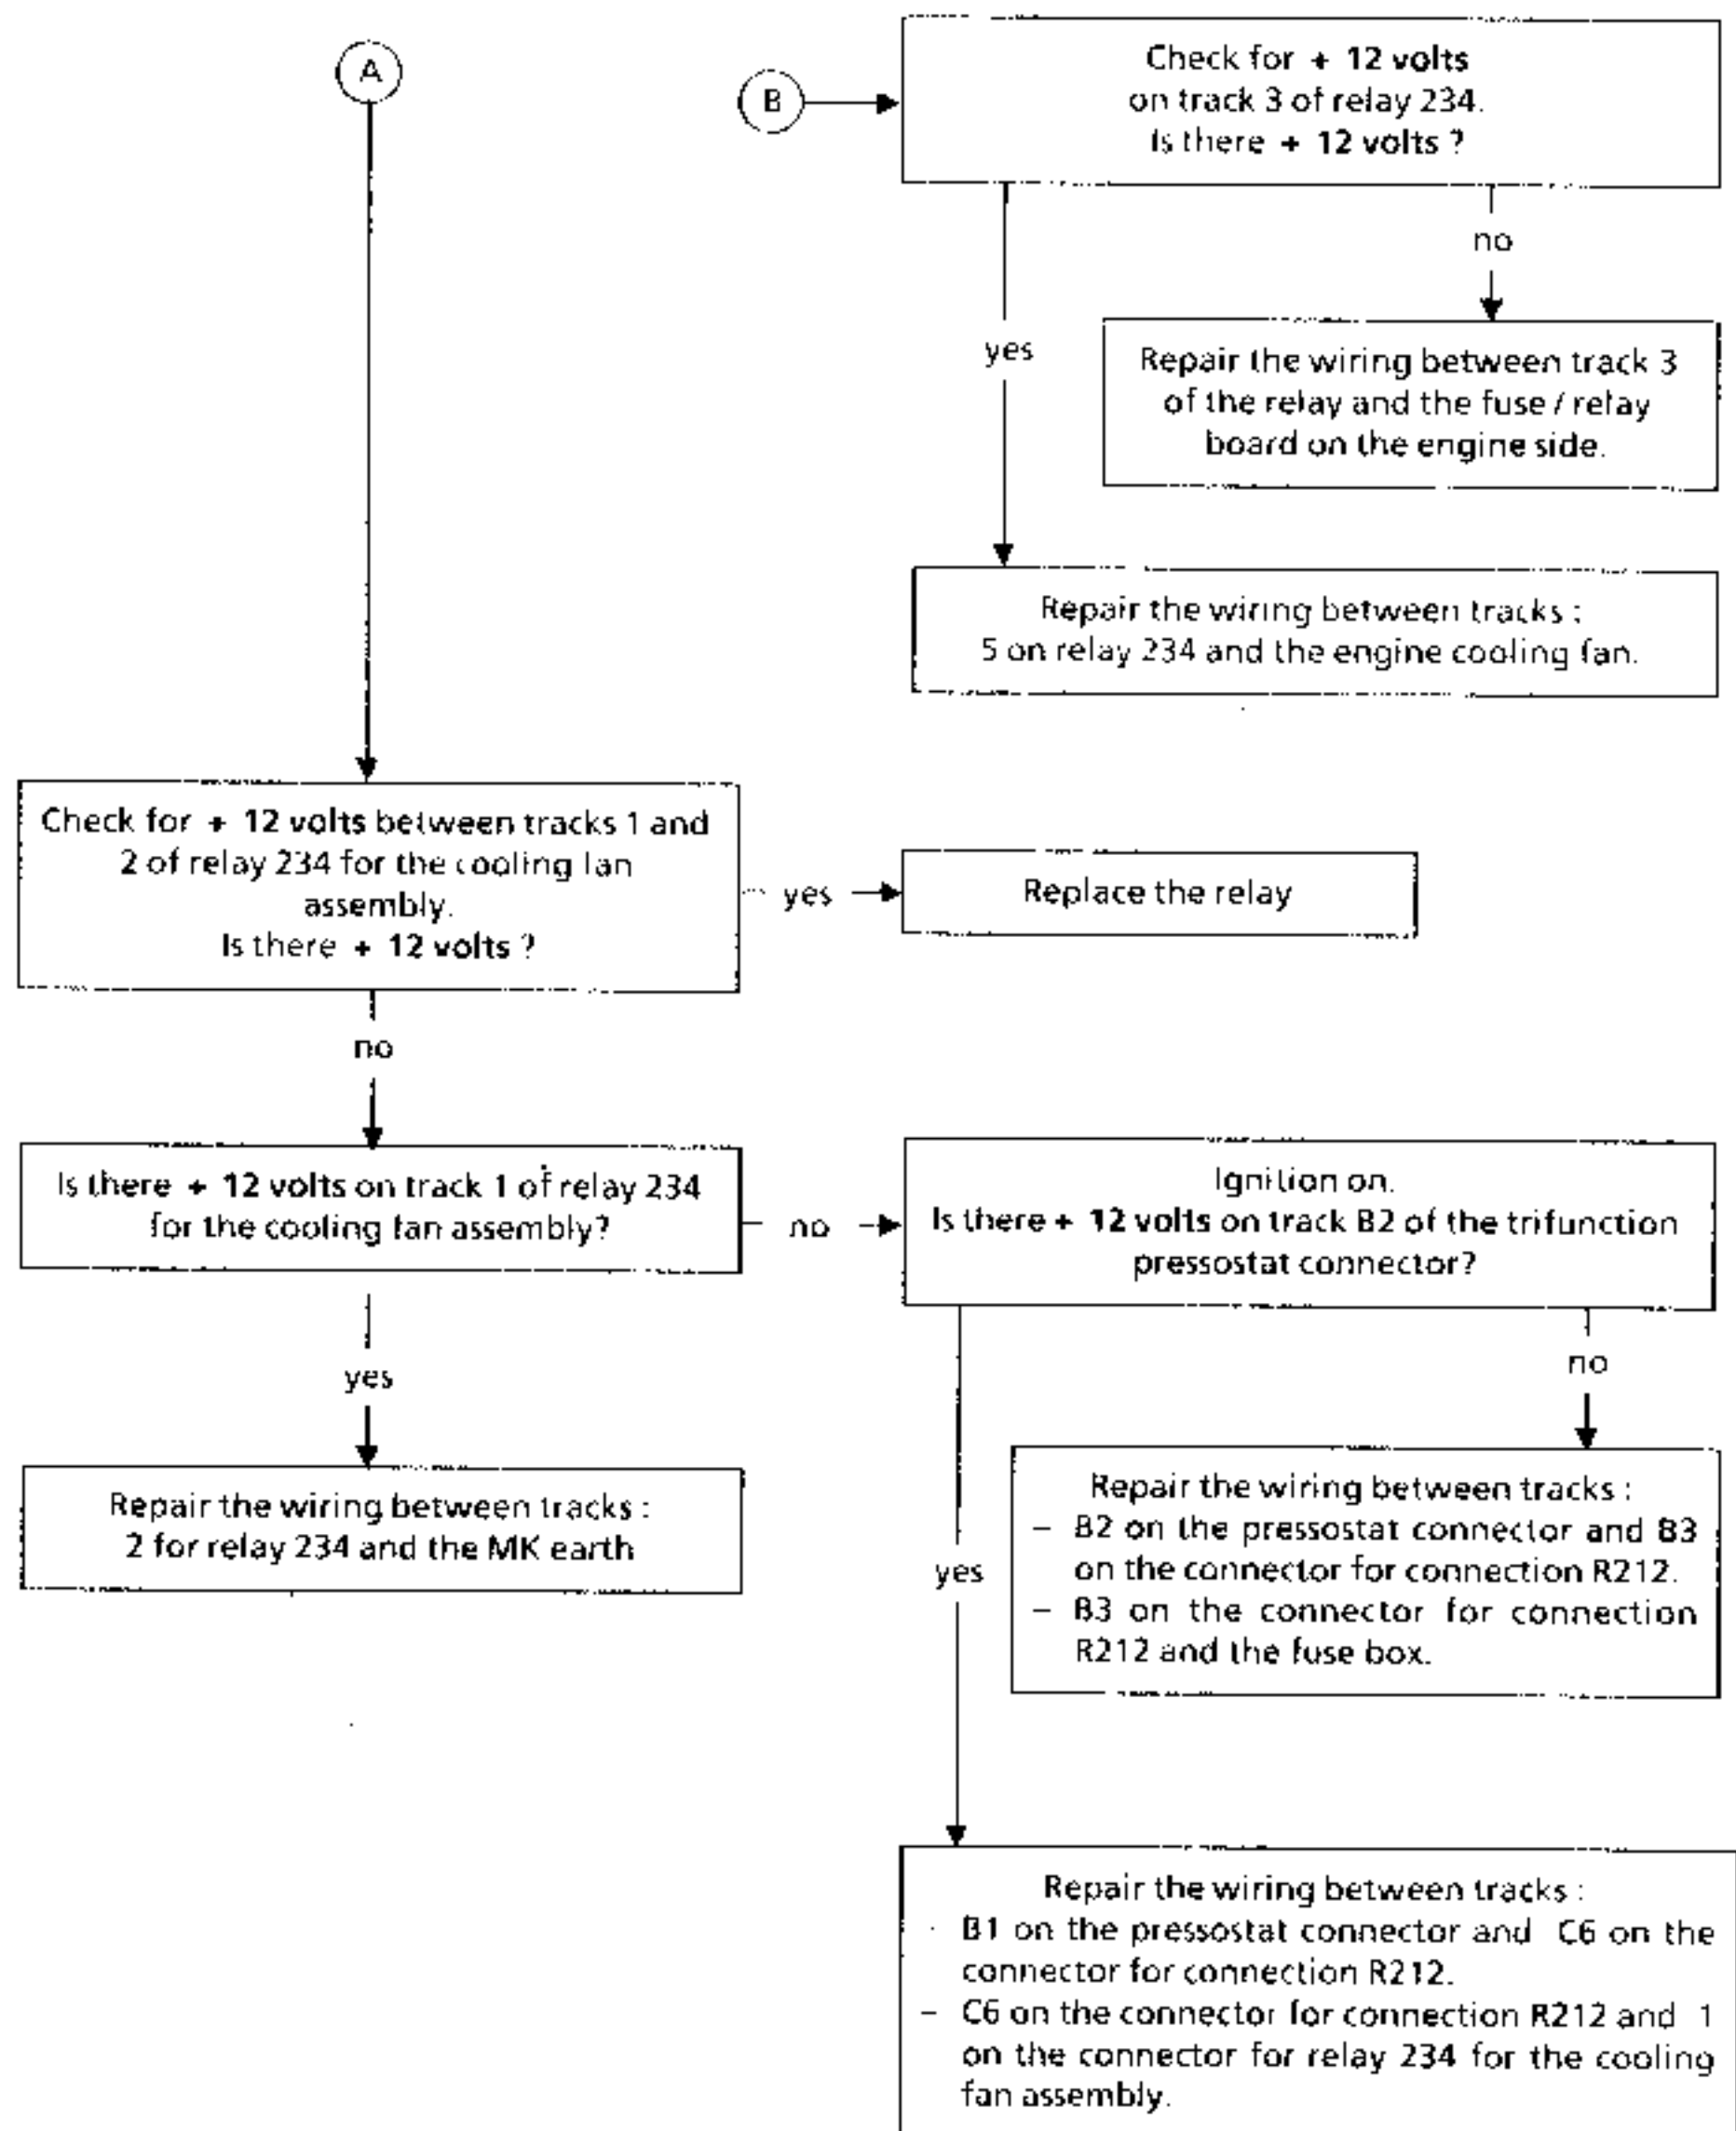 A
B
Check for + 12 volts
on track 3 of relay 234.
Is there + 12 volts ?
no
yes
Repair the wiring between track 3
of the relay and the fuse / relay
board on the engine side.
Repair the wiring between tracks :
5 on relay 234 and the engine cooling fan.
Check for + 12 volts between tracks 1 and
2 of relay 234 for the cooling fan
assembly.
Is there + 12 volts ?
yes
Replace the relay
no
Is there + 12 volts on track 1 of relay 234
for the cooling fan assembly?
no
Ignition on.
Is there + 12 volts on track B2 of the trifunction
pressostat connector?
yes
no
Repair the wiring between tracks :
2 for relay 234 and the MK earth
yes
Repair the wiring between tracks :
– B2 on the pressostat connector and B3
on the connector for connection R212.
– B3 on the connector for connection
R212 and the fuse box.
Repair the wiring between tracks :
- B1 on the pressostat connector and C6 on the
connector for connection R212.
– C6 on the connector for connection R212 and 1
on the connector for relay 234 for the cooling
fan assembly.